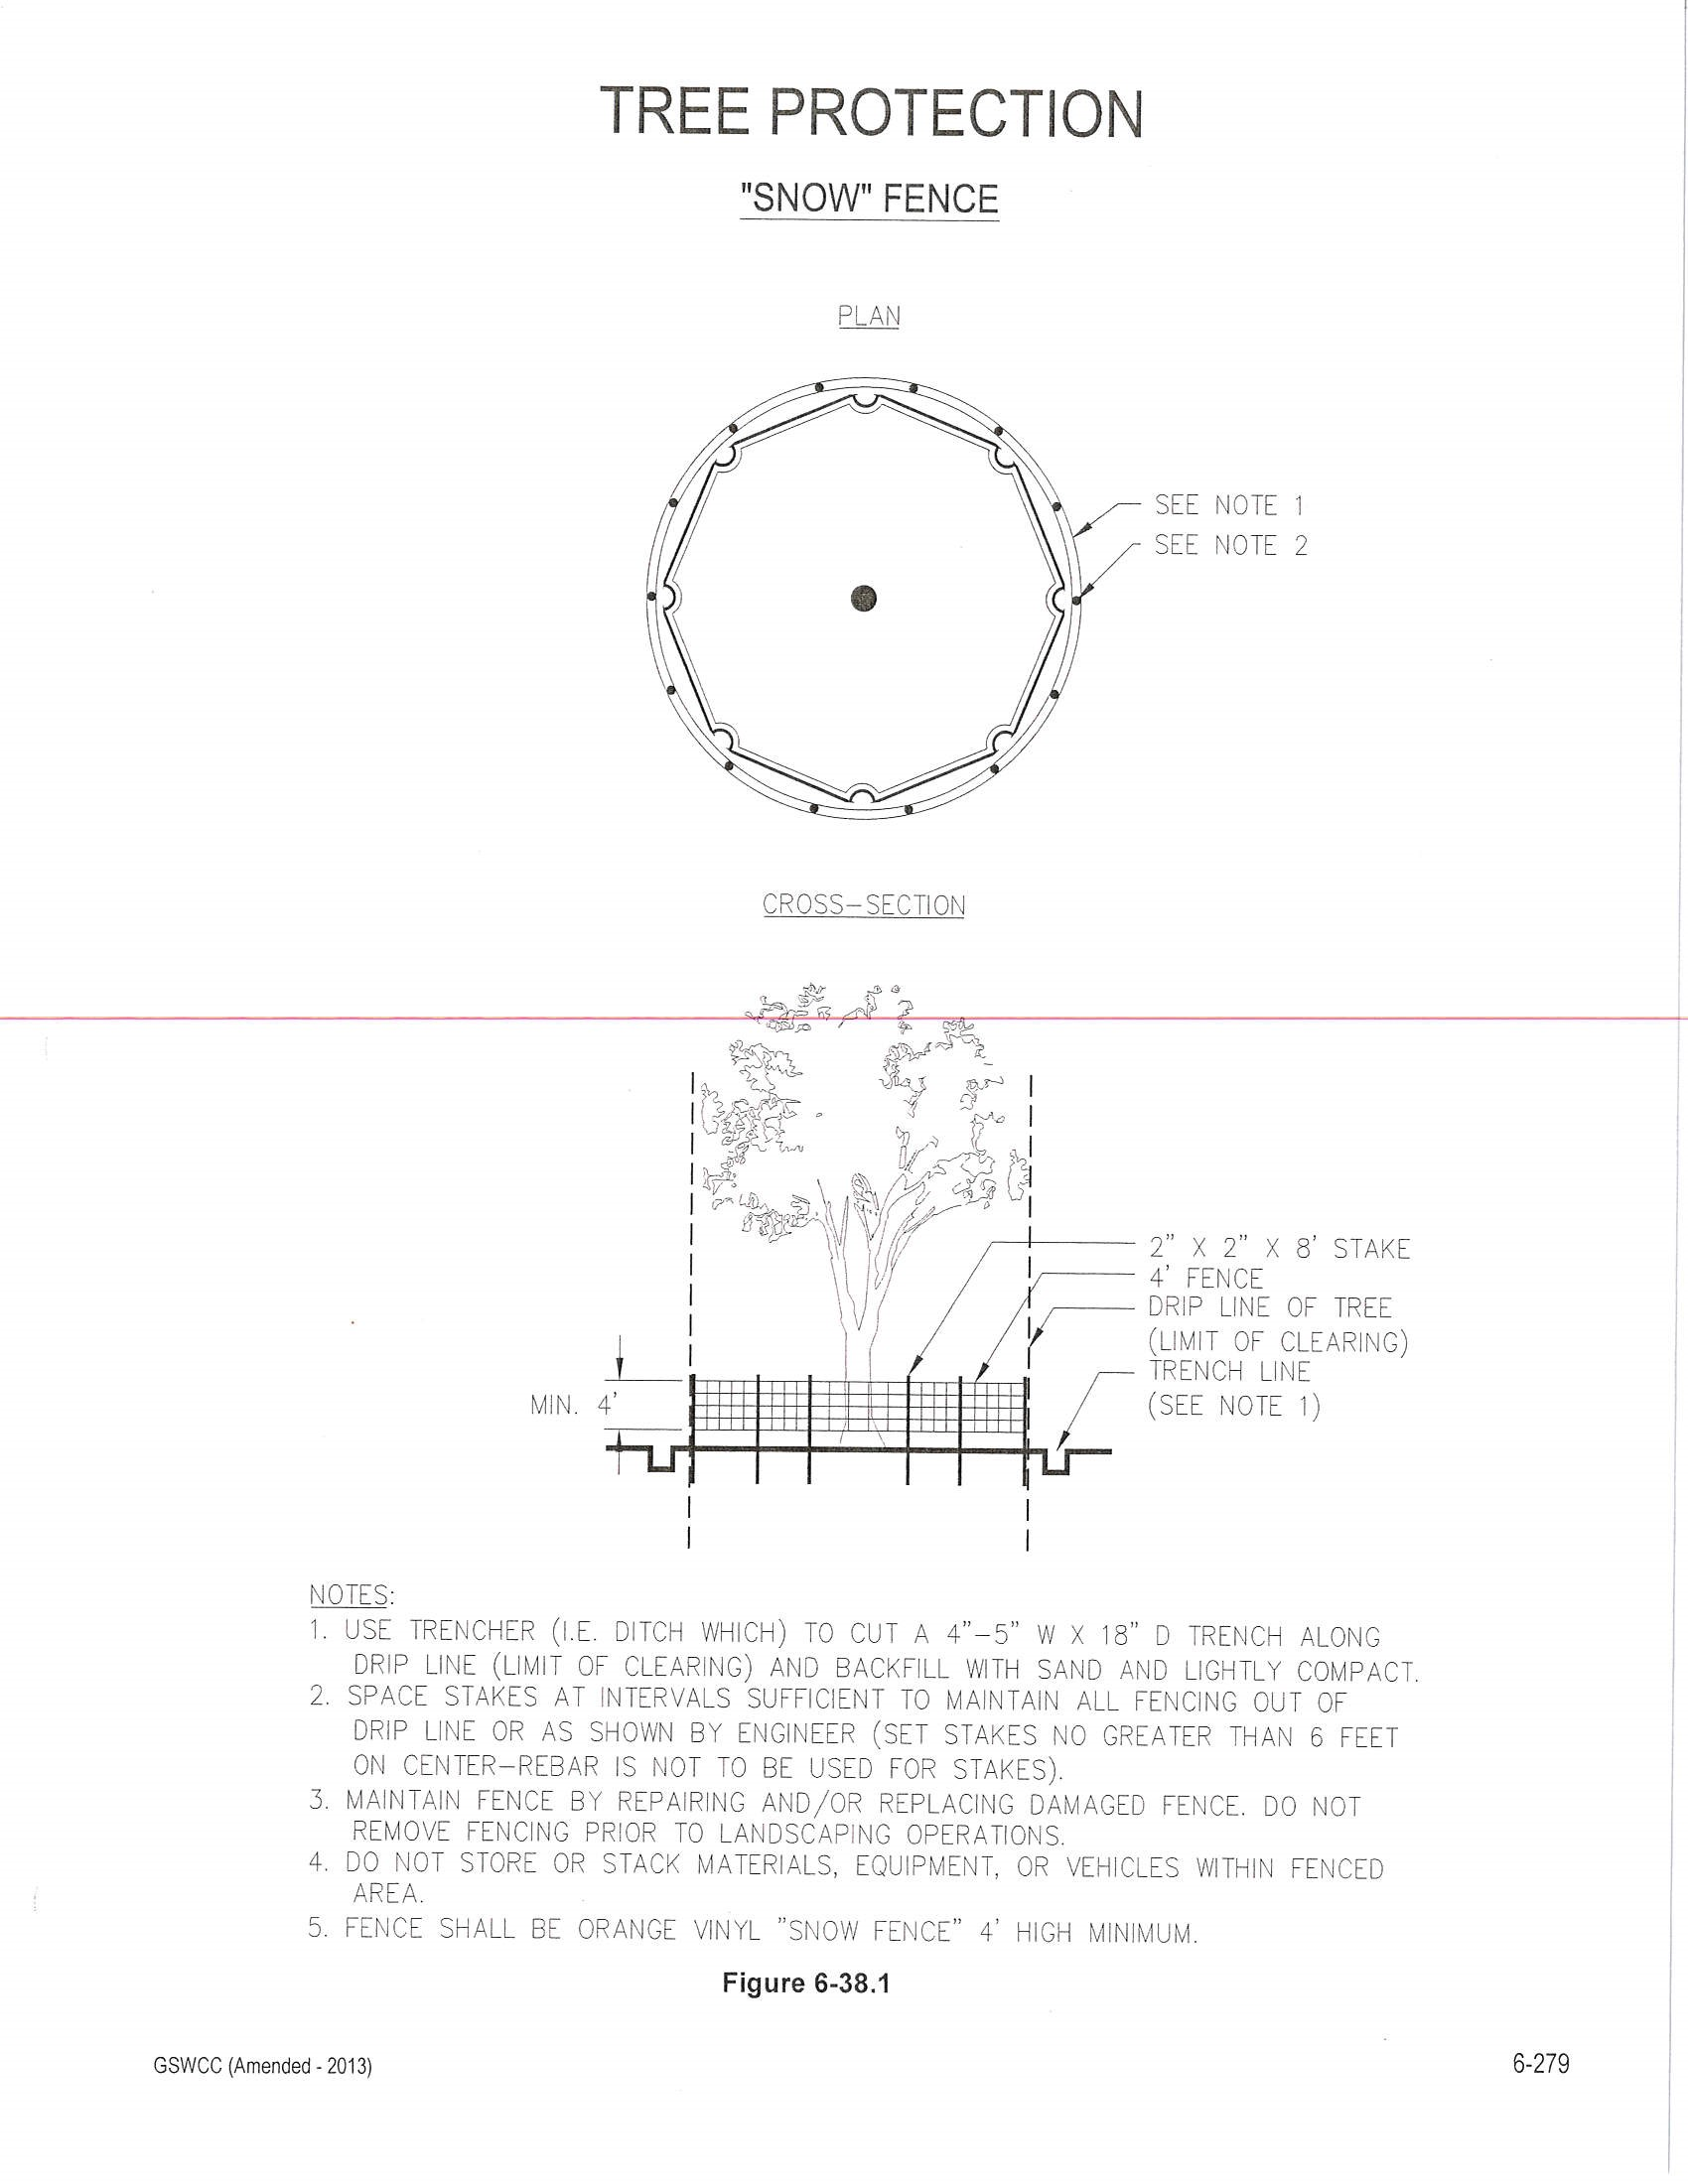 TREE PROTECTION
"SNOW" FENCE
PLAN
SEE NOTE 1
SEE NOTE 2
CROSS-SECTION
2" X 2" X 8' STAKE
4' FENCE
DRIP LINE OF TREE
(LIMIT OF CLEARING)
TRENCH LINE
(SEE NOTE 1)
MIN. 4'
NOTES:
1. USE TRENCHER (I.E. DITCH WHICH) TO CUT A 4"-5" W X 18" D TRENCH ALONG
DRIP LINE (LIMIT OF CLEARING) AND BACKFILL WITH SAND AND LIGHTLY COMPACT.
2. SPACE STAKES AT INTERVALS SUFFICIENT TO MAINTAIN ALL FENCING OUT OF
DRIP LINE OR AS SHOWN BY ENGINEER (SET STAKES NO GREATER THAN 6 FEET
ON CENTER-REBAR IS NOT TO BE USED FOR STAKES).
3. MAINTAIN FENCE BY REPAIRING AND/OR REPLACING DAMAGED FENCE. DO NOT
REMOVE FENCING PRIOR TO LANDSCAPING OPERATIONS.
4. DO NOT STORE OR STACK MATERIALS, EQUIPMENT, OR VEHICLES WITHIN FENCED
AREA.
5. FENCE SHALL BE ORANGE VINYL "SNOW FENCE" 4' HIGH MINIMUM.
Figure 6-38.1
GSWCC (Amended - 2013)
6-279